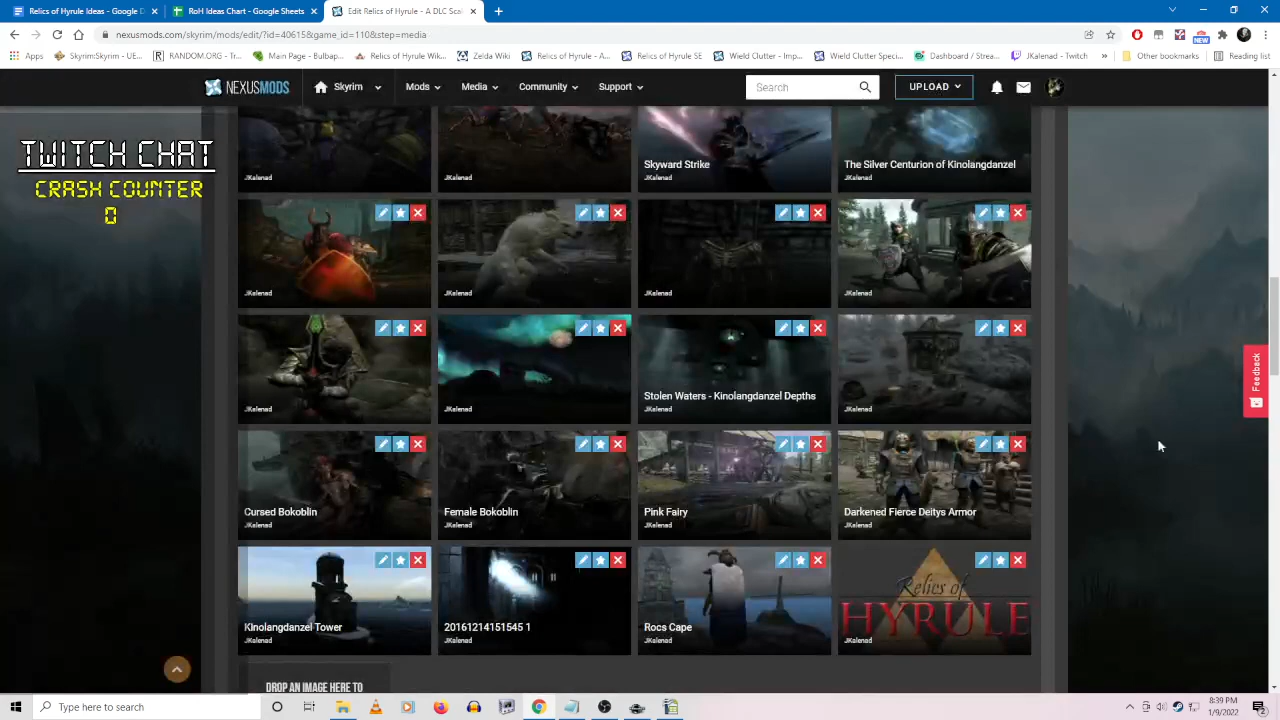 Relics of Hyrule - Google D
RoH Ideas Chart - Google Sheets
Edit Relics of Hyrule - A DLC Sca
nexusmods.com/skyrim/mods/edit/?id=40615&game_id=110&step=media
Apps
SkyrimSkyrim - UE...
RANDOM.ORG - Tr...
Main Page - Bulbap...
Relics of Hyrule Wik...
Zelda Wiki
Relics of Hyrule - A...
Relics of Hyrule SE
Wield Clutter - Imp...
Wield Clutter Speci...
Dashboard / Strea...
JKalenad - Twitch
Other bookmarks
Reading list
NEXUSMODS
Skyrim
Mods
Media
Community
Support
Search
UPLOAD
TWITCH CHAT
CRASH COUNTER
0
Skyward Strike
The Silver Centurion of Kinolangdanzel
JKalenad
JKalenad
JKalenad
JKalenad
JKalenad
JKalenad
JKalenad
JKalenad
Stolen Waters - Kinolangdanzel Depths
JKalenad
JKalenad
JKalenad
JKalenad
Cursed Bokoblin
Female Bokoblin
Pink Fairy
Darkened Fierce Deitys Armor
JKalenad
JKalenad
JKalenad
JKalenad
Relics of
HYRULE
Kinolangdanzel Tower
20161214151545 1
Rocs Cape
JKalenad
JKalenad
JKalenad
JKalenad
Feedback
DROP AN IMAGE HERE TO
Type here to search
8:39 PM
1/9/2022